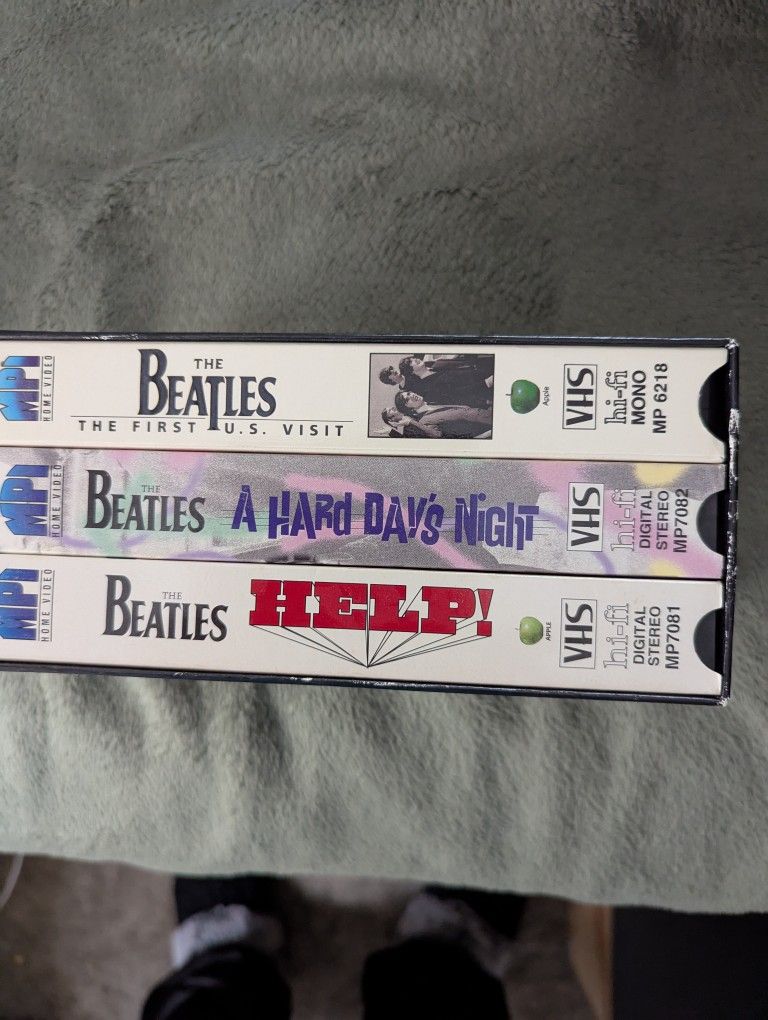 MPI
HOME VIDEO
THE
BEATLES
THE FIRST U.S. VISIT
Apple
VHS
hi-fi
MONO
MP 6218
MPI
HOME VIDEO
THE
BEATLES
A HARD DAY'S NIGHT
VHS
hi-fi
DIGITAL
STEREO
MP7082
MPI
HOME VIDEO
THE
BEATLES
HELP!
APPLE
VHS
hi-fi
DIGITAL
STEREO
MP7081